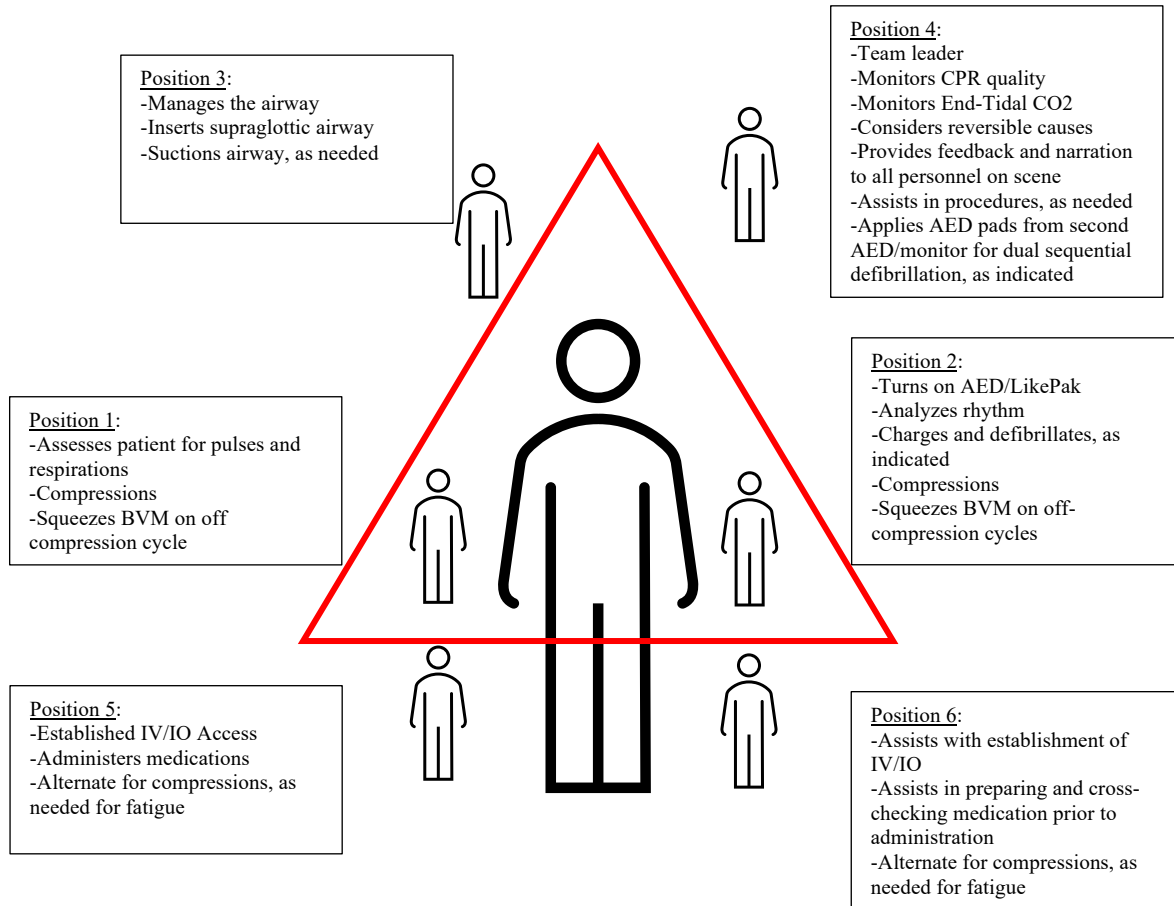 Position 3:
-Manages the airway
-Inserts supraglottic airway
-Suctions airway, as needed
Position 4:
-Team leader
-Monitors CPR quality
-Monitors End-Tidal CO2
-Considers reversible causes
-Provides feedback and narration
to all personnel on scene
-Assists in procedures, as needed
-Applies AED pads from second
AED/monitor for dual sequential
defibrillation, as indicated
Position 1:
-Assesses patient for pulses and
respirations
-Compressions
-Squeezes BVM on off
compression cycle
Position 2:
-Turns on AED/LikePak
-Analyzes rhythm
-Charges and defibrillates, as
indicated
-Compressions
-Squeezes BVM on off-
compression cycles
Position 5:
-Established IV/IO Access
-Administers medications
-Alternate for compressions, as
needed for fatigue
Position 6:
-Assists with establishment of
IV/IO
-Assists in preparing and cross-
checking medication prior to
administration
-Alternate for compressions, as
needed for fatigue